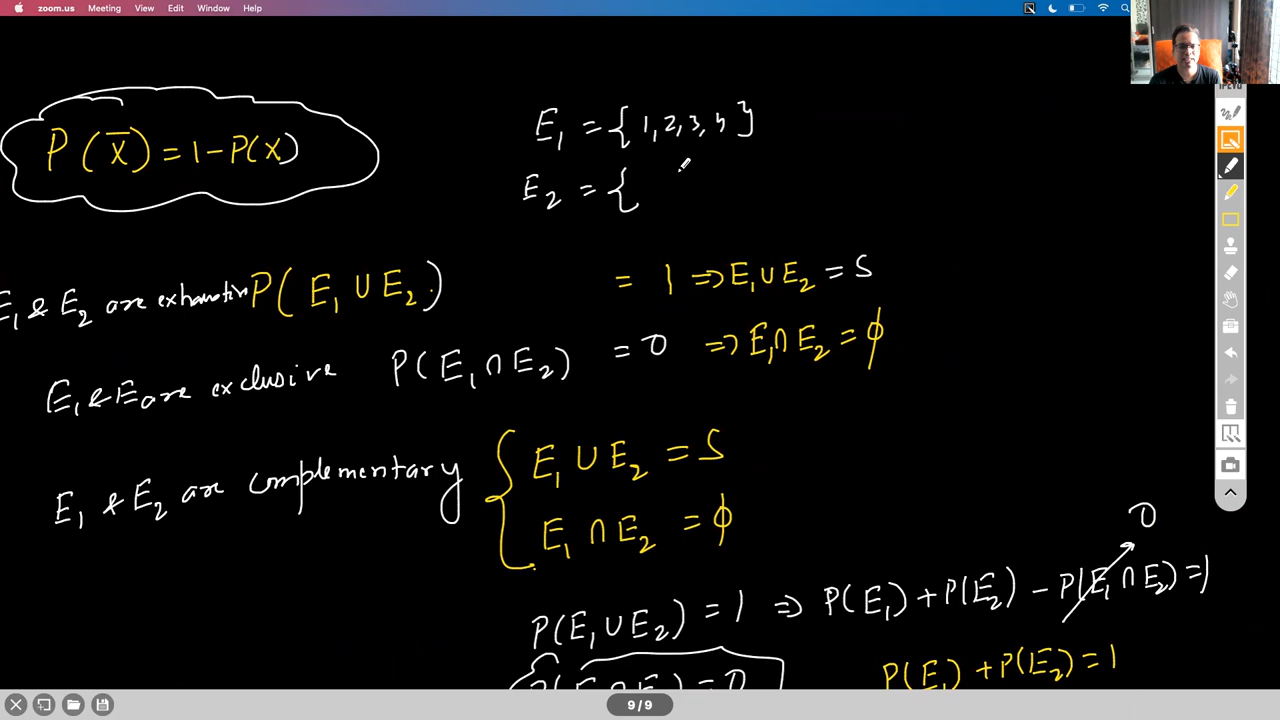 zoom.us Meeting View Edit Window Help
P(X̅) = 1 - P(X)
E₁ = { 1, 2, 3, 4 }
E₂ = {
E₁ & E₂ are exhaustive P( E₁ ∪ E₂ ) = 1 ⇒ E₁ ∪ E₂ = S
E₁ & E are exclusive P( E₁ ∩ E₂ ) = 0 ⇒ E₁ ∩ E₂ = ϕ
E₁ & E₂ are complementary { E₁ ∪ E₂ = S
E₁ ∩ E₂ = ϕ
0
P(E₁ ∪ E₂) = 1 ⇒ P(E₁) + P(E₂) - P(E₁ ∩ E₂) = 1
P(E₁ ∩ E₂) = 0 P(E₁) + P(E₂) = 1
9/9